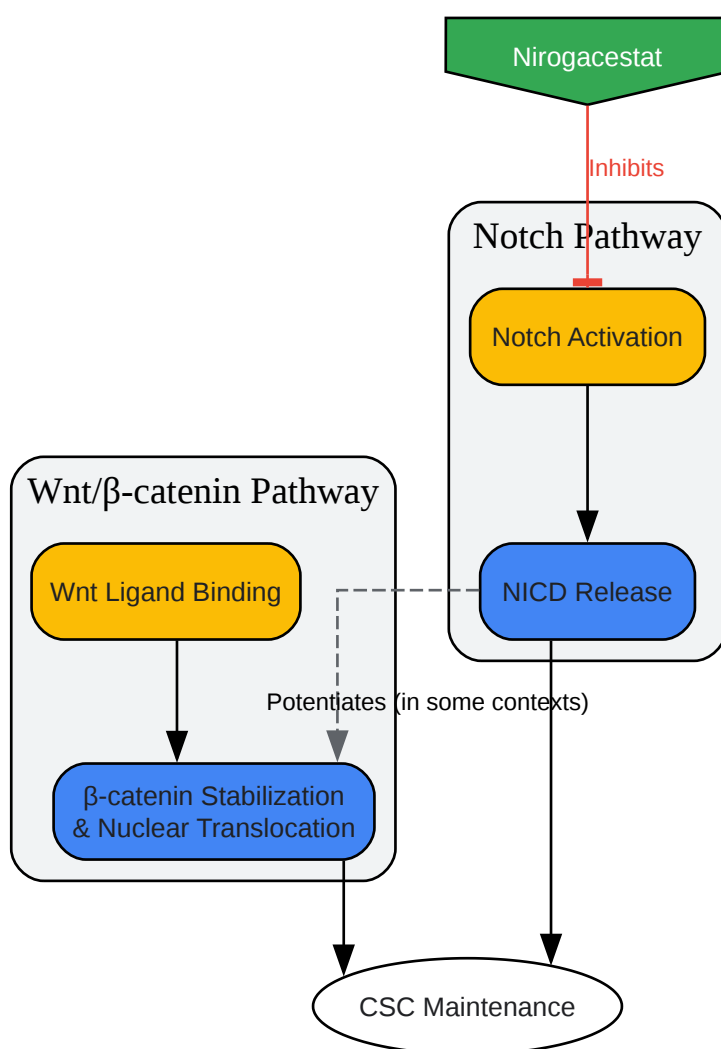 Nirogacestat
Inhibits
Notch Pathway
Notch Activation
Wnt/β-catenin Pathway
Wnt Ligand Binding
NICD Release
Potentiates (in some contexts)
β-catenin Stabilization
& Nuclear Translocation
CSC Maintenance